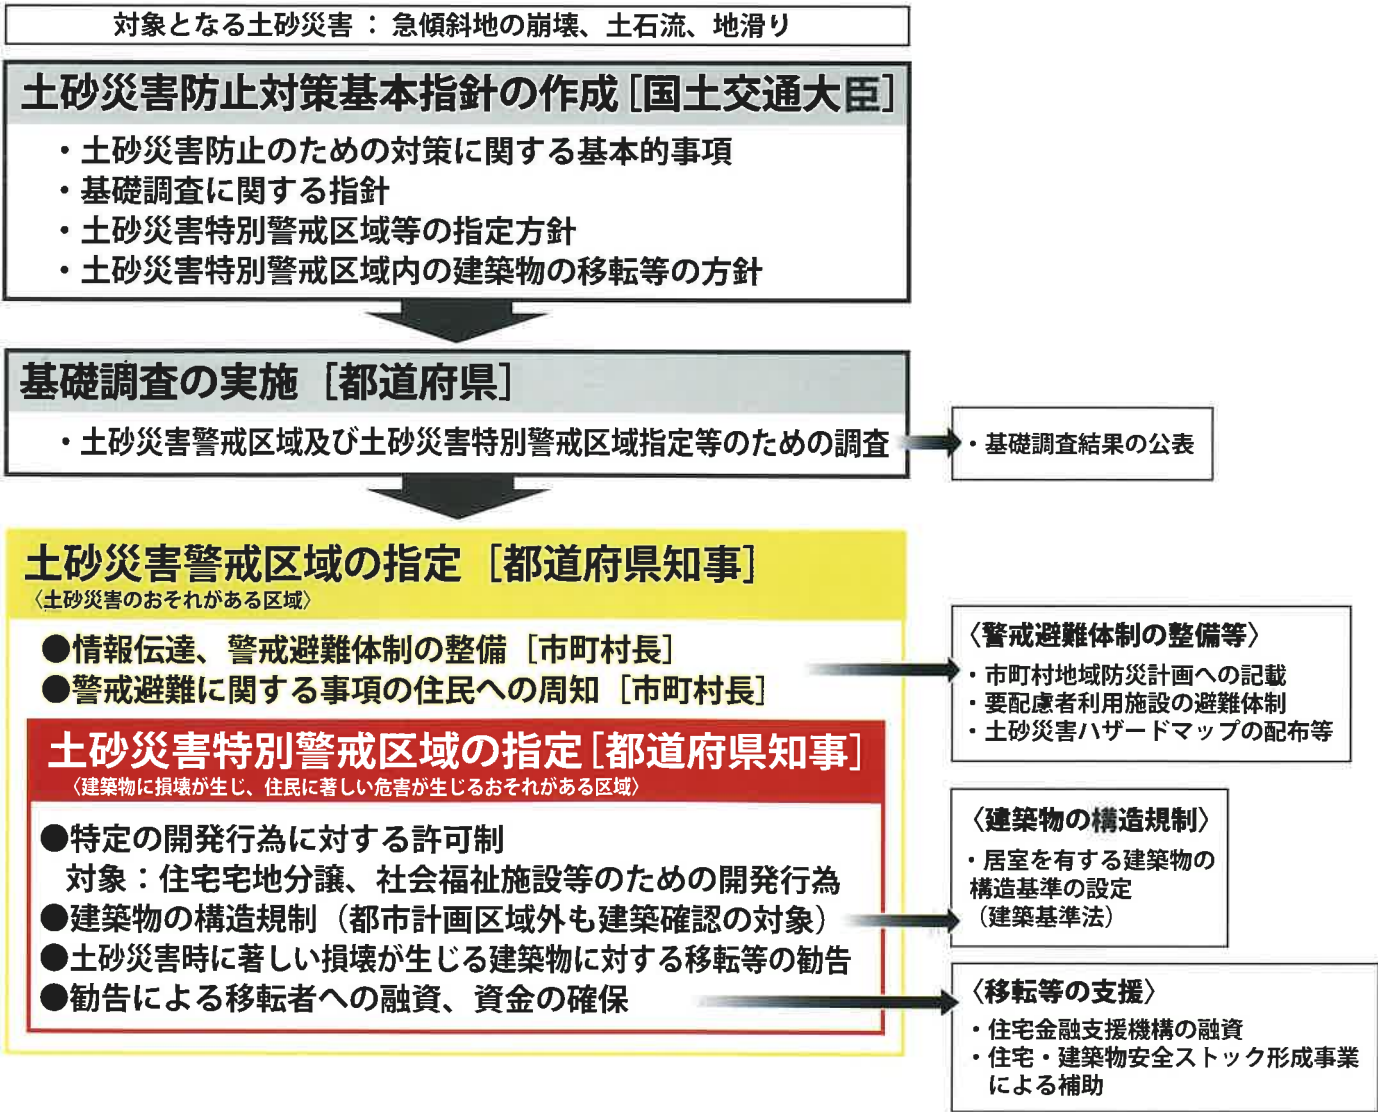 対象となる土砂災害 ： 急傾斜地の崩壊、土石流、地滑り
土砂災害防止対策基本指針の作成［国土交通大臣］
・土砂災害防止のための対策に関する基本的事項
・基礎調査に関する指針
・土砂災害特別警戒区域等の指定方針
・土砂災害特別警戒区域内の建築物の移転等の方針
基礎調査の実施［都道府県］
・土砂災害警戒区域及び土砂災害特別警戒区域指定等のための調査
・基礎調査結果の公表
土砂災害警戒区域の指定［都道府県知事］
〈土砂災害のおそれがある区域〉
●情報伝達、警戒避難体制の整備［市町村長］
●警戒避難に関する事項の住民への周知［市町村長］
〈警戒避難体制の整備等〉
・市町村地域防災計画への記載
・要配慮者利用施設の避難体制
・土砂災害ハザードマップの配布等
土砂災害特別警戒区域の指定［都道府県知事］
〈建築物に損壊が生じ、住民に著しい危害が生じるおそれがある区域〉
●特定の開発行為に対する許可制
対象：住宅宅地分譲、社会福祉施設等のための開発行為
●建築物の構造規制（都市計画区域外も建築確認の対象）
●土砂災害時に著しい損壊が生じる建築物に対する移転等の勧告
●勧告による移転者への融資、資金の確保
〈建築物の構造規制〉
・居室を有する建築物の
構造基準の設定
（建築基準法）
〈移転等の支援〉
・住宅金融支援機構の融資
・住宅・建築物安全ストック形成事業
による補助